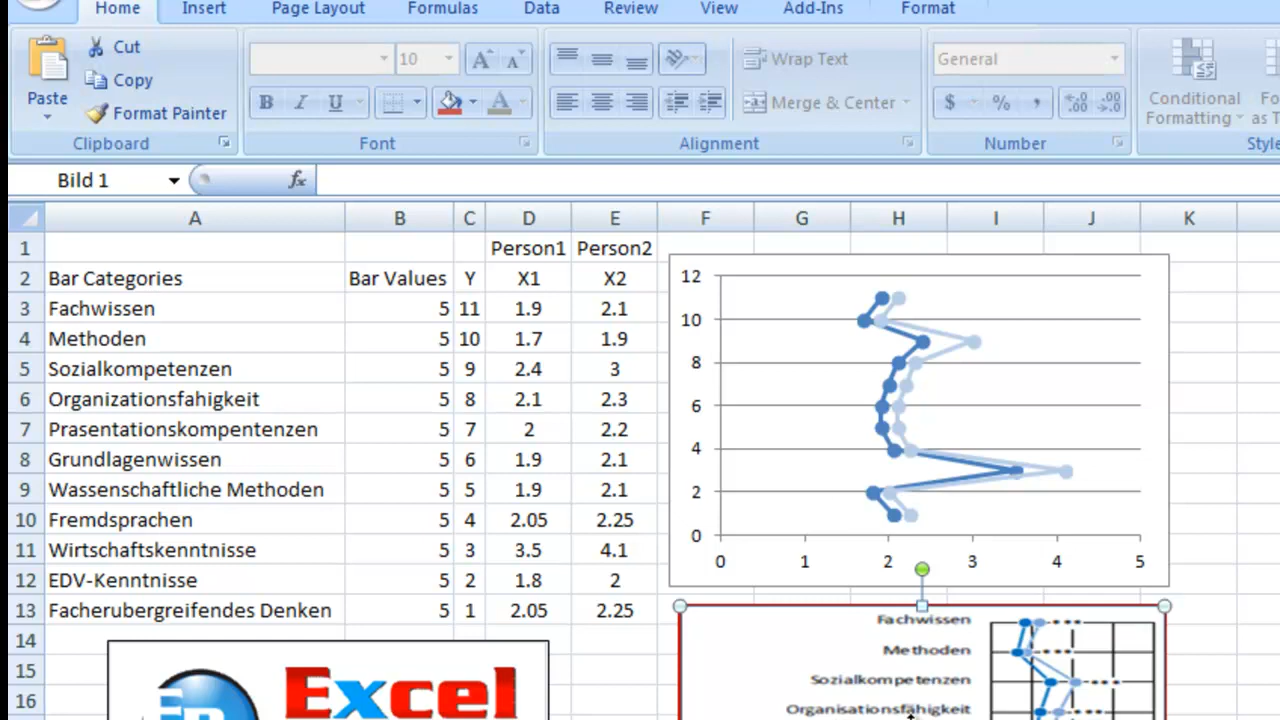 Home Insert Page Layout Formulas Data Review View Add-Ins Format
Cut
Copy
Format Painter
Paste
10
B I U
A A A
Wrap Text
Merge & Center
General
$ % ,
Conditional
Formatting
as T
Clipboard Font Alignment Number Style
Bild 1 fx
A B C D E F G H I J K
1 Person1 Person2
2 Bar Categories Bar Values Y X1 X2
3 Fachwissen 5 11 1.9 2.1
4 Methoden 5 10 1.7 1.9
5 Sozialkompetenzen 5 9 2.4 3
6 Organizationsfahigkeit 5 8 2.1 2.3
7 Prasentationskompentenzen 5 7 2 2.2
8 Grundlagenwissen 5 6 1.9 2.1
9 Wassenschaftliche Methoden 5 5 1.9 2.1
10 Fremdsprachen 5 4 2.05 2.25
11 Wirtschaftskenntnisse 5 3 3.5 4.1
12 EDV-Kenntnisse 5 2 1.8 2
13 Facherubergreifendes Denken 5 1 2.05 2.25
14
15
16
12
10
8
6
4
2
0
0 1 2 3 4 5
Excel
Fachwissen
Methoden
Sozialkompetenzen
Organisationsfähigkeit